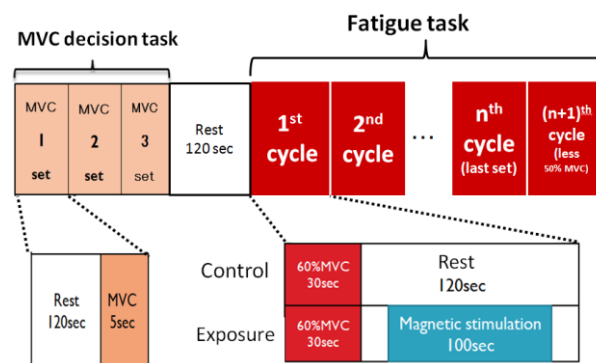 MVC decision task
Fatigue task
MVC
1
set
MVC
2
set
MVC
3
set
Rest
120 sec
1st
cycle
2nd
cycle
...
nth
cycle
(last set)
(n+1)th
cycle
(less
50% MVC)
Rest
120sec
MVC
5sec
Control
60%MVC
30sec
Rest
120sec
Exposure
60%MVC
30sec
Magnetic stimulation
100sec